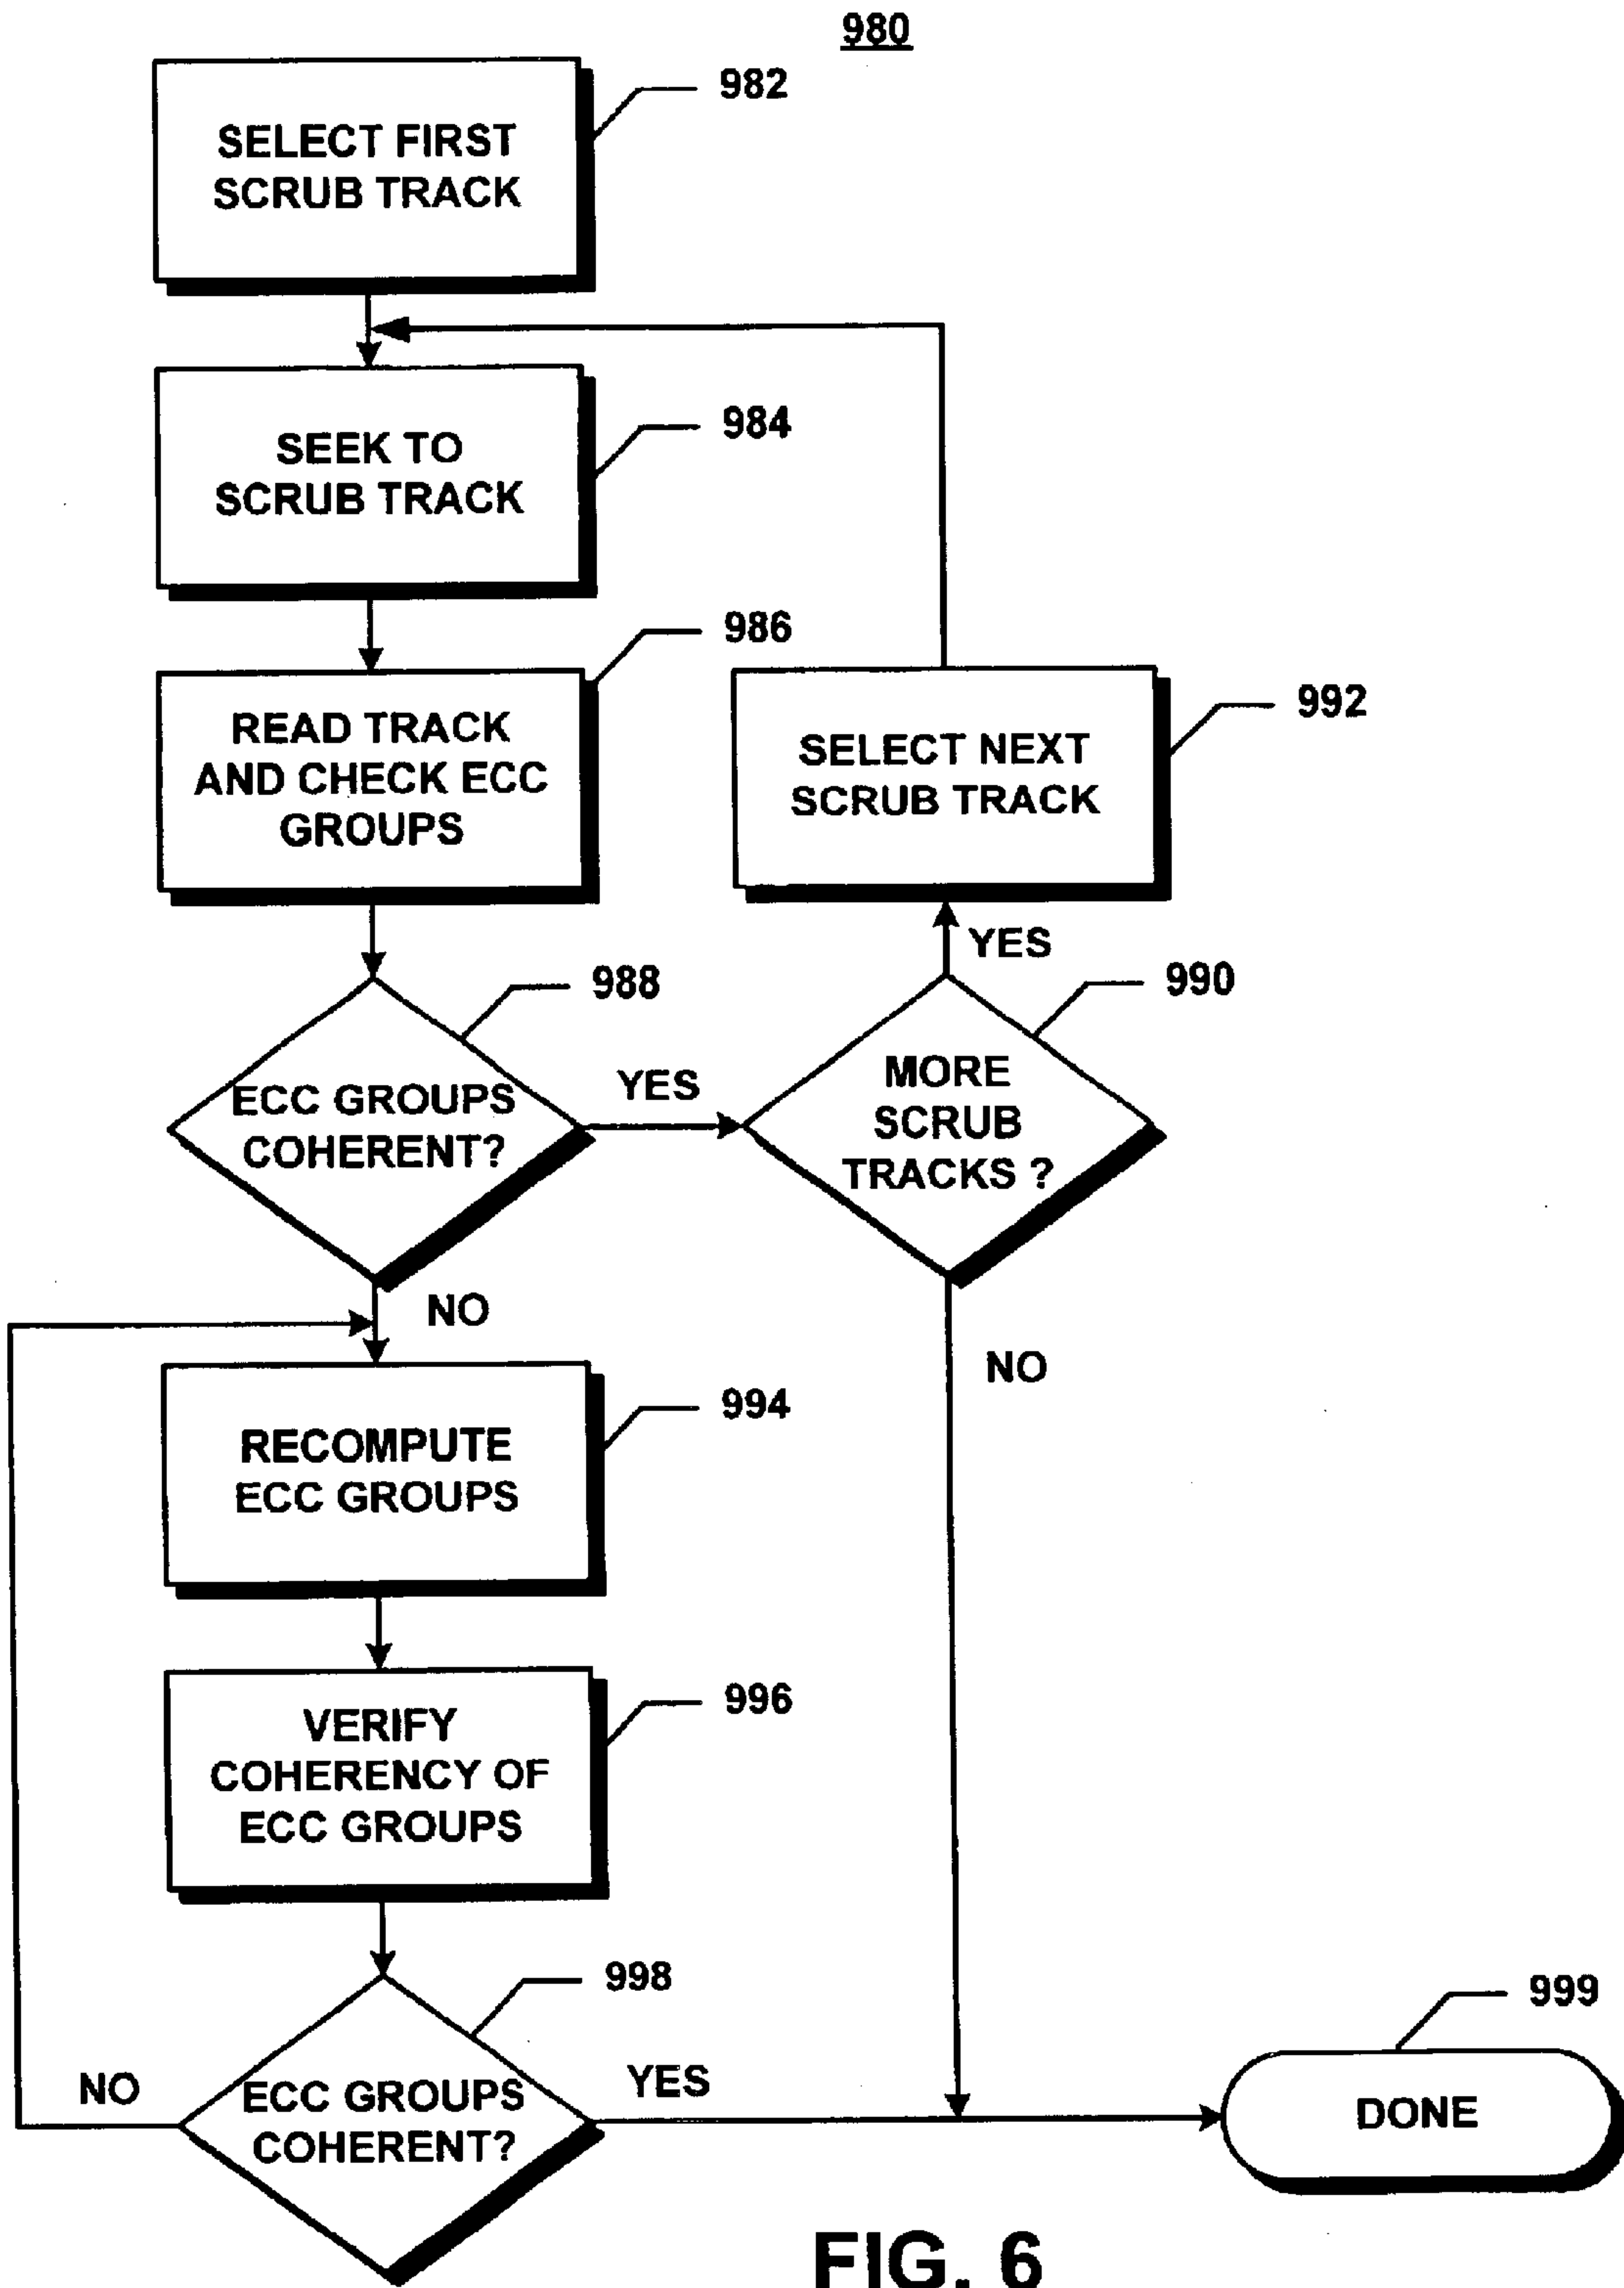 980
982
SELECT FIRST
SCRUB TRACK
984
SEEK TO
SCRUB TRACK
986
READ TRACK
AND CHECK ECC
GROUPS
992
SELECT NEXT
SCRUB TRACK
YES
988
ECC GROUPS
COHERENT?
YES
990
MORE
SCRUB
TRACKS ?
NO
NO
994
RECOMPUTE
ECC GROUPS
996
VERIFY
COHERENCY OF
ECC GROUPS
998
ECC GROUPS
COHERENT?
NO
YES
999
DONE
FIG. 6